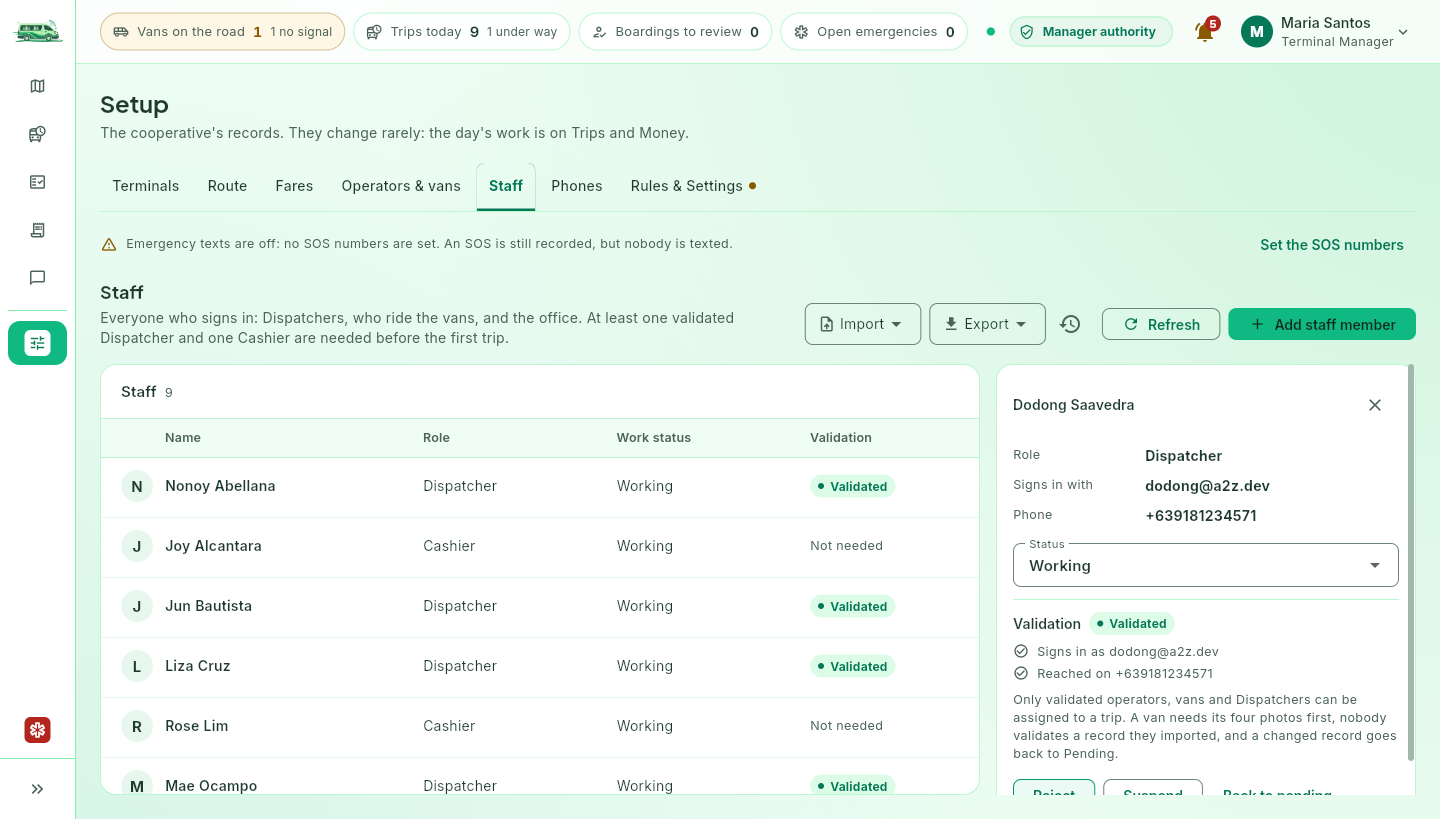 Vans on the road 1 1 no signal
Trips today 9 1 under way
Boardings to review 0
Open emergencies 0
Manager authority
5
M
Maria Santos
Terminal Manager
Setup
The cooperative's records. They change rarely: the day's work is on Trips and Money.
Terminals Route Fares Operators & vans Staff Phones Rules & Settings
Emergency texts are off: no SOS numbers are set. An SOS is still recorded, but nobody is texted.
Set the SOS numbers
Staff
Everyone who signs in: Dispatchers, who ride the vans, and the office. At least one validated
Dispatcher and one Cashier are needed before the first trip.
Import
Export
Refresh
Add staff member
Staff 9
Name Role Work status Validation
N Nonoy Abellana Dispatcher Working Validated
J Joy Alcantara Cashier Working Not needed
J Jun Bautista Dispatcher Working Validated
L Liza Cruz Dispatcher Working Validated
R Rose Lim Cashier Working Not needed
M Mae Ocampo Dispatcher Working Validated
Dodong Saavedra
Role Dispatcher
Signs in with dodong@a2z.dev
Phone +639181234571
Status
Working
Validation Validated
Signs in as dodong@a2z.dev
Reached on +639181234571
Only validated operators, vans and Dispatchers can be
assigned to a trip. A van needs its four photos first, nobody
validates a record they imported, and a changed record goes
back to Pending.
Reject Suspend Back to pending